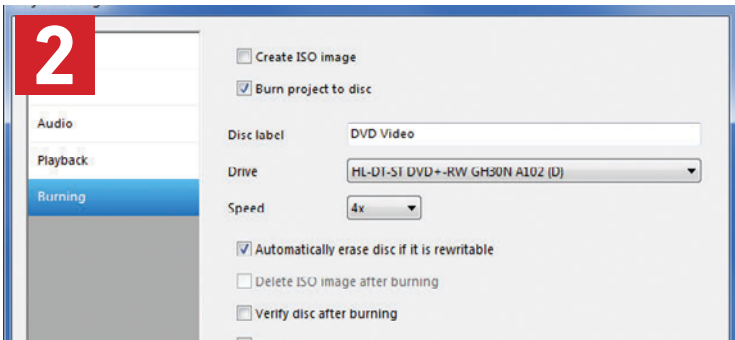 2
Create ISO image
Burn project to disc
Audio
Disc label DVD Video
Playback
Drive HL-DT-ST DVD+-RW GH30N A102 (D)
Burning
Speed 4x
Automatically erase disc if it is rewritable
Delete ISO image after burning
Verify disc after burning